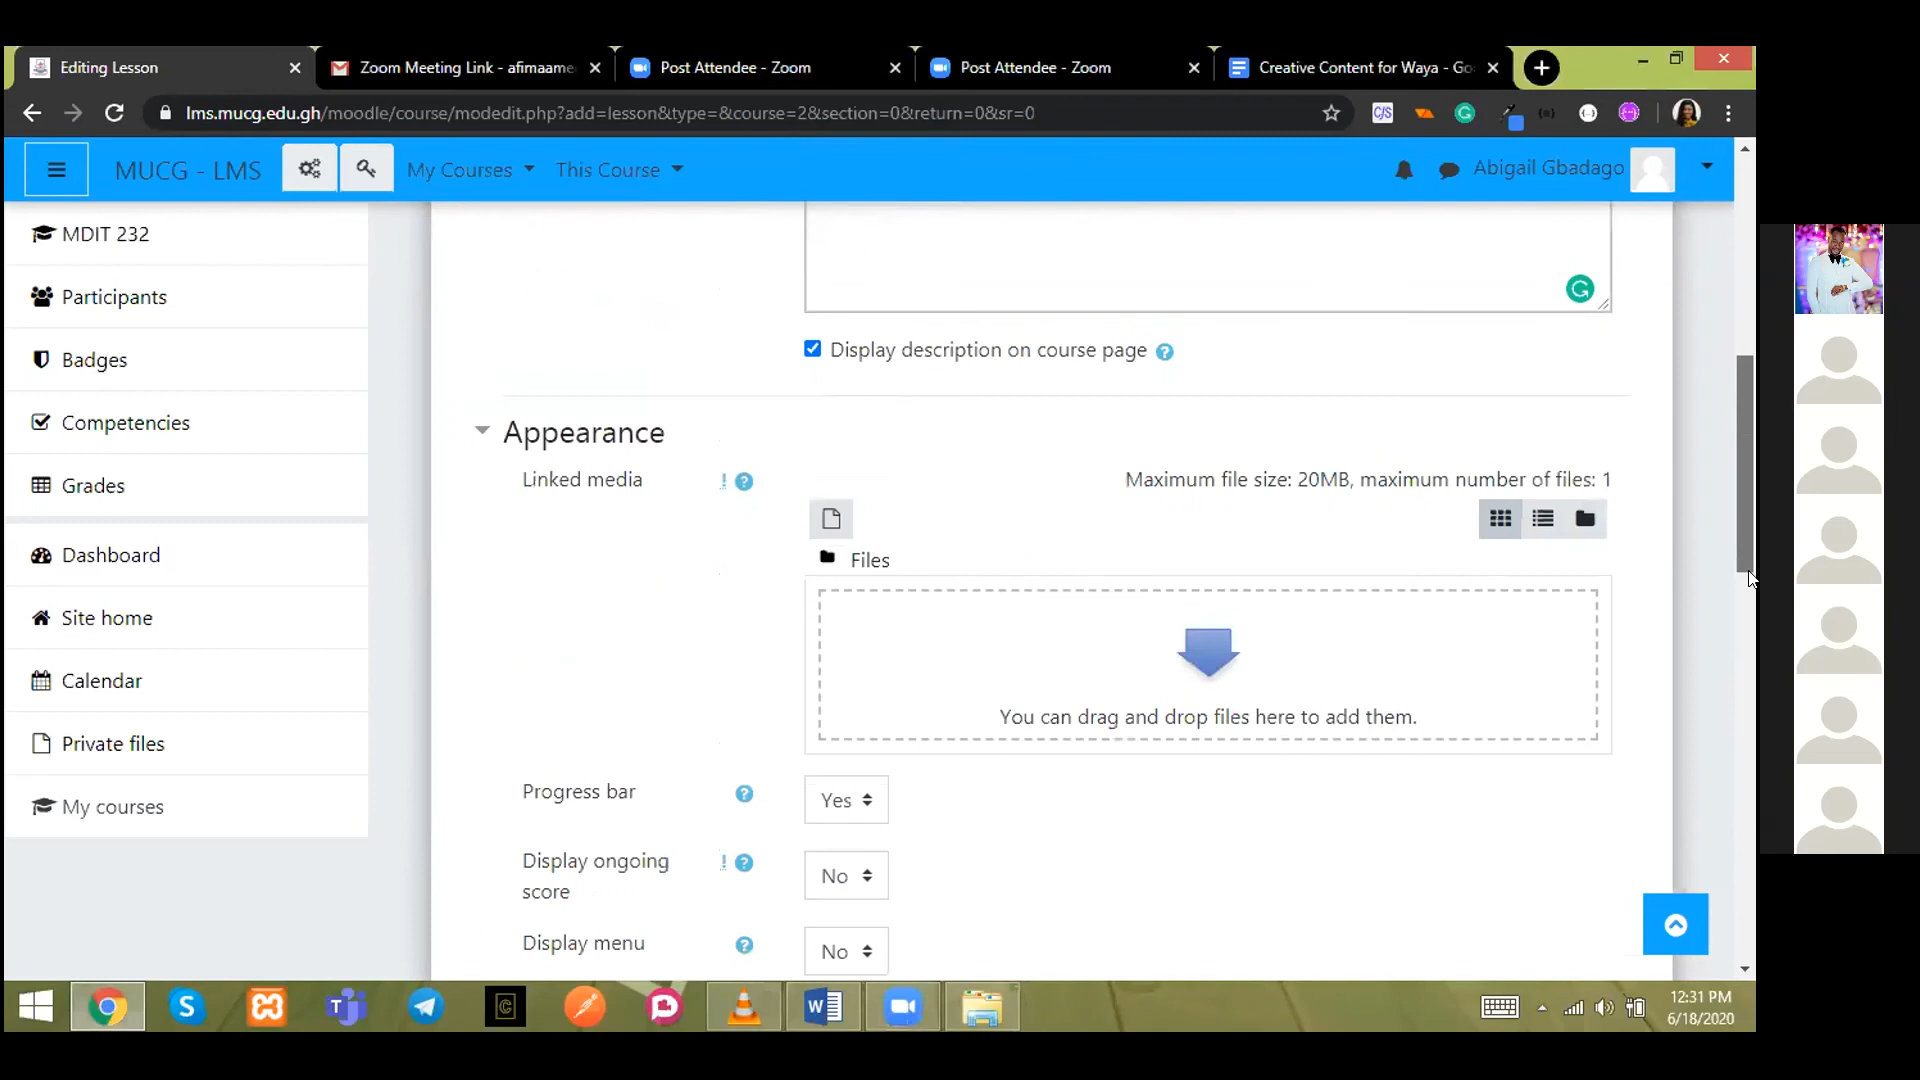 Editing Lesson
Zoom Meeting Link - afimaame
Post Attendee - Zoom
Post Attendee - Zoom
Creative Content for Waya - Go
lms.mucg.edu.gh/moodle/course/modedit.php?add=lesson&type=&course=2&section=0&return=0&sr=0
MUCG - LMS
My Courses
This Course
Abigail Gbadago
MDIT 232
Participants
Badges
Competencies
Grades
Dashboard
Site home
Calendar
Private files
My courses
Display description on course page
Appearance
Linked media
Maximum file size: 20MB, maximum number of files: 1
Files
You can drag and drop files here to add them.
Progress bar
Yes
Display ongoing
score
No
Display menu
No
12:31 PM
6/18/2020